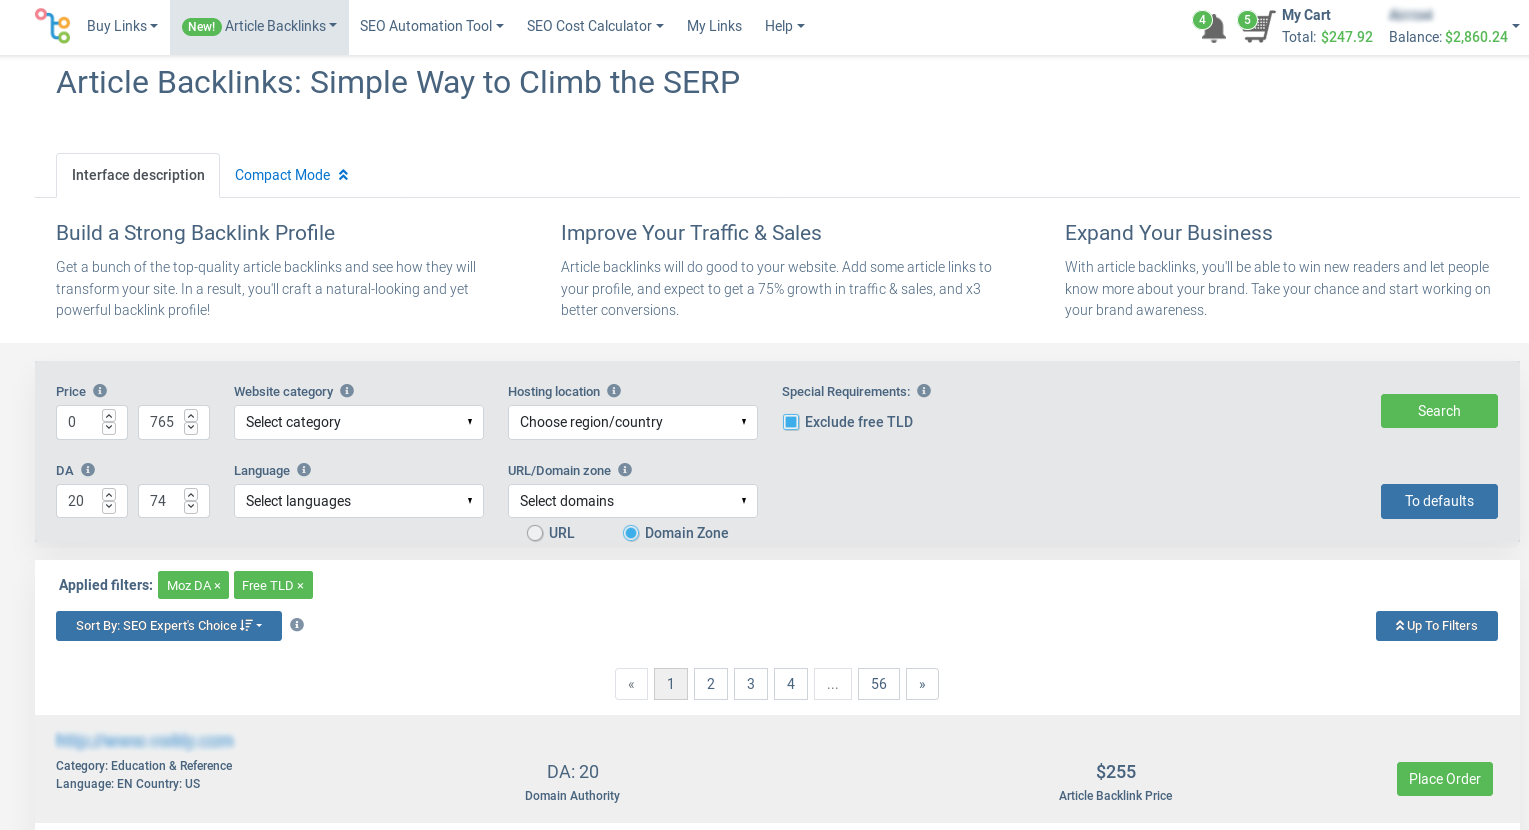 Buy Links
New! Article Backlinks
SEO Automation Tool
SEO Cost Calculator
My Links
Help
4
5
My Cart
Total: $247.92
Balance: $2,860.24
Article Backlinks: Simple Way to Climb the SERP
Interface description
Compact Mode
Build a Strong Backlink Profile
Get a bunch of the top-quality article backlinks and see how they will
transform your site. In a result, you'll craft a natural-looking and yet
powerful backlink profile!
Improve Your Traffic & Sales
Article backlinks will do good to your website. Add some article links to
your profile, and expect to get a 75% growth in traffic & sales, and x3
better conversions.
Expand Your Business
With article backlinks, you'll be able to win new readers and let people
know more about your brand. Take your chance and start working on
your brand awareness.
Price
0
765
Website category
Select category
Hosting location
Choose region/country
Special Requirements:
Exclude free TLD
Search
DA
20
74
Language
Select languages
URL/Domain zone
Select domains
URL
Domain Zone
To defaults
Applied filters: Moz DA × Free TLD ×
Sort By: SEO Expert's Choice
Up To Filters
« 1 2 3 4 ... 56 »
Category: Education & Reference
Language: EN Country: US
DA: 20
Domain Authority
$255
Article Backlink Price
Place Order